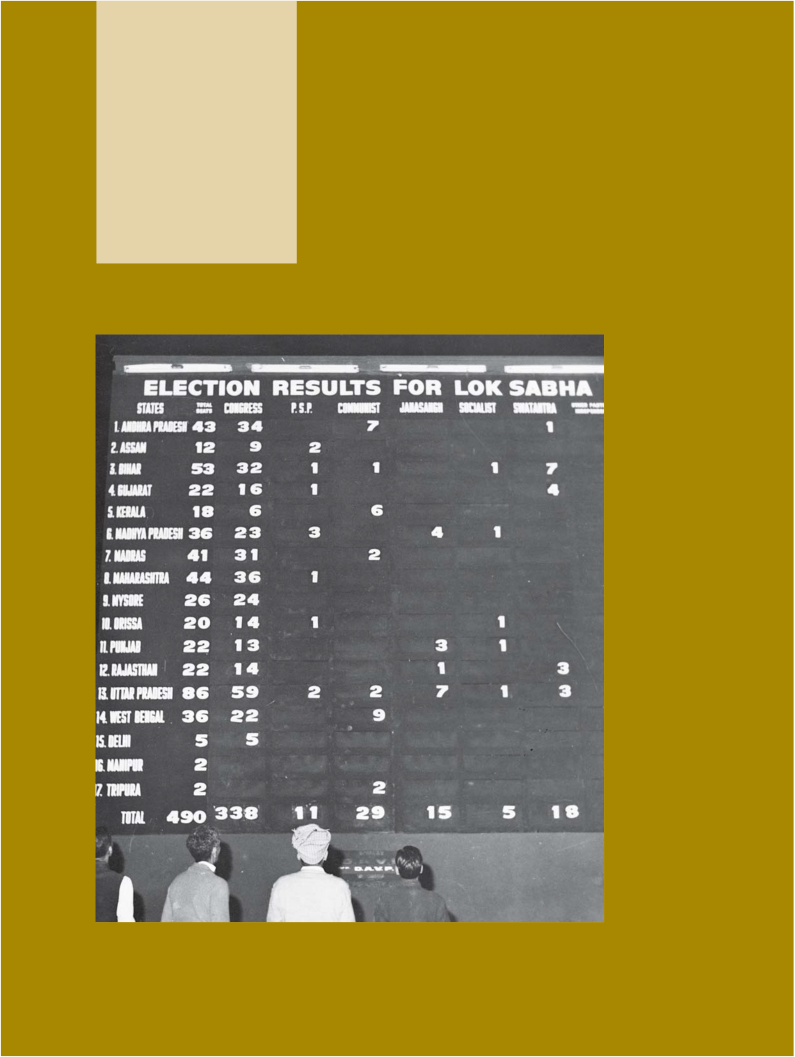 ELECTION RESULTS FOR LOK SABHA
STATES TOTAL SEATS CONGRESS P.S.P. COMMUNIST JANASANGH SOCIALIST SWATANTRA
1. ANDHRA PRADESH 43 34 7 1
2. ASSAM 12 9 2
3. BIHAR 53 32 1 1 1 7
4. GUJARAT 22 16 1 4
5. KERALA 18 6 6
6. MADHYA PRADESH 36 23 3 4 1
7. MADRAS 41 31 2
8. MAHARASHTRA 44 36 1
9. MYSORE 26 24
10. ORISSA 20 14 1 1
11. PUNJAB 22 13 3 1
12. RAJASTHAN 22 14 1 3
13. UTTAR PRADESH 86 59 2 2 7 1 3
14. WEST BENGAL 36 22 9
15. DELHI 5 5
16. MANIPUR 2
17. TRIPURA 2 2
TOTAL 490 338 11 29 15 5 18
D.A.V.P.